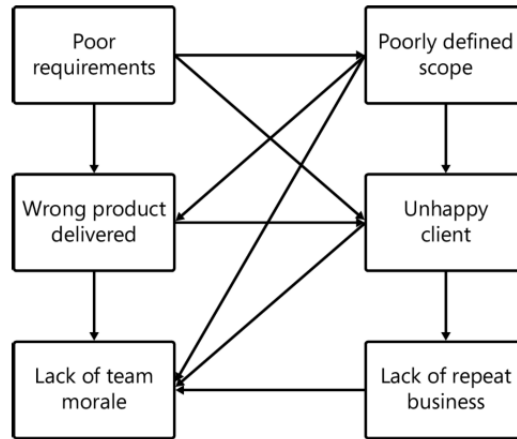 Poor
requirements
Poorly defined
scope
Wrong product
delivered
Unhappy
client
Lack of team
morale
Lack of repeat
business